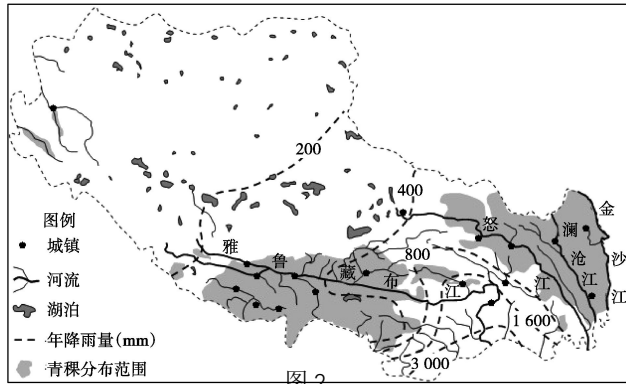 200
400
金
沙
江
澜
沧
江
怒
江
800
雅
鲁
藏
布
江
1 600
3 000
图例
城镇
河流
湖泊
年降雨量(mm)
青稞分布范围